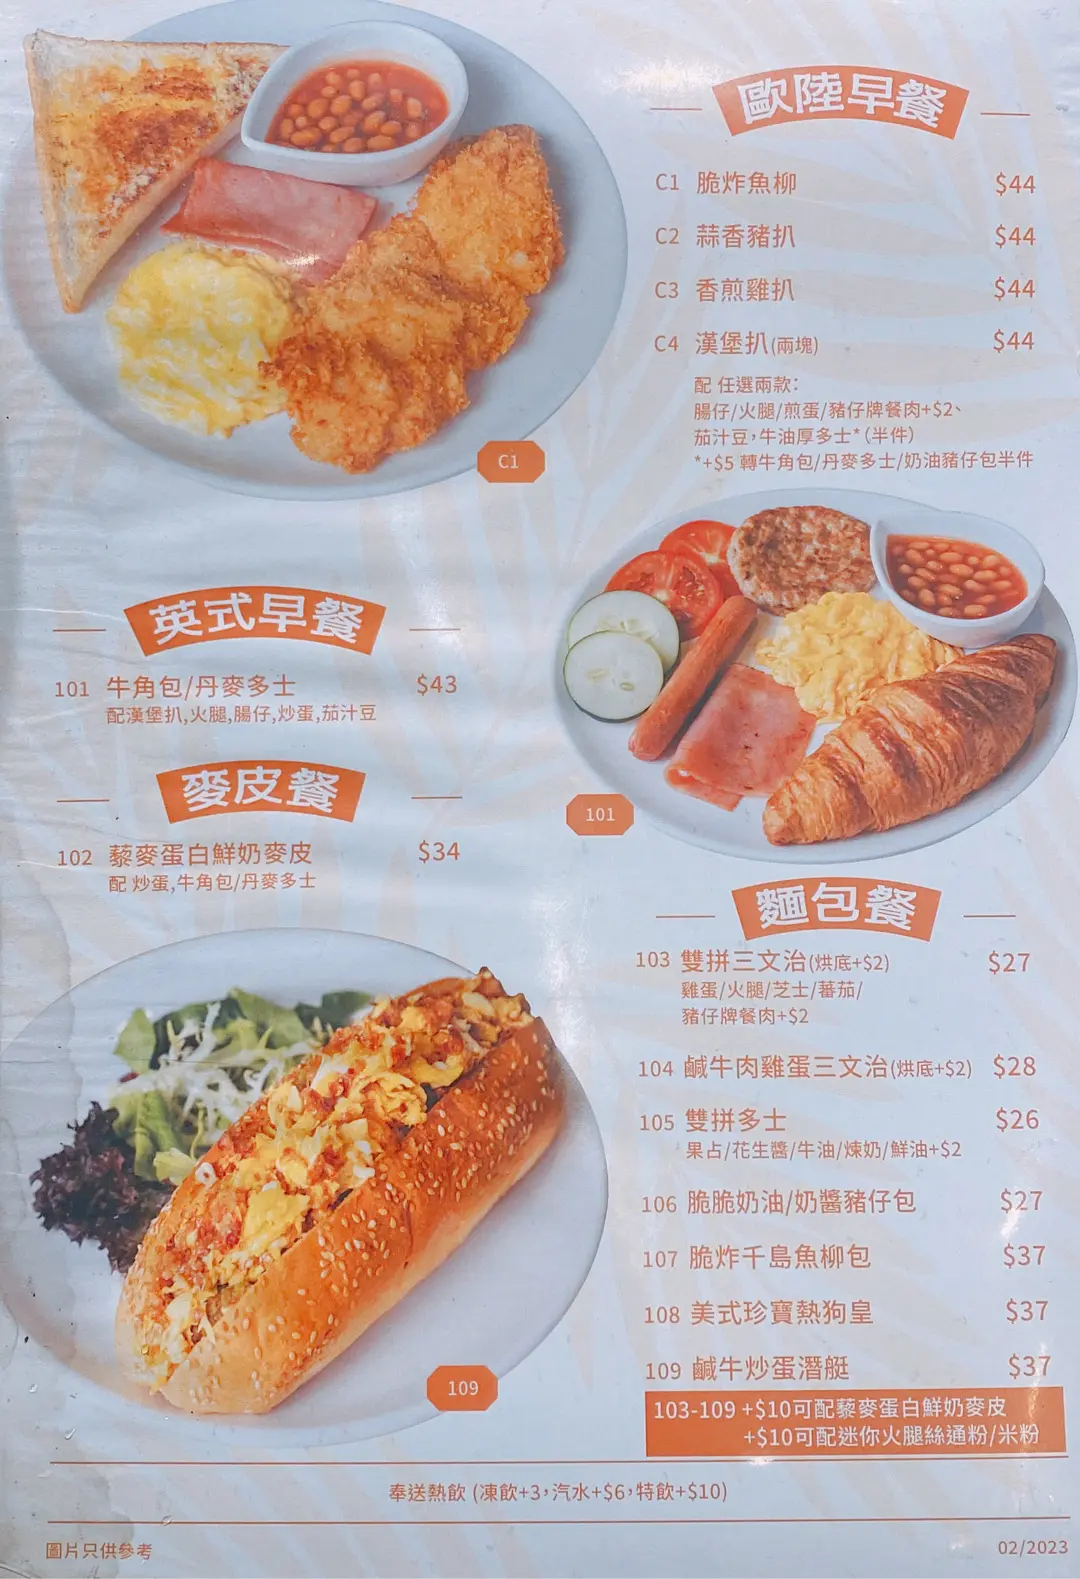 歐陸早餐
C1 脆炸魚柳 $44
C2 蒜香豬扒 $44
C3 香煎雞扒 $44
C4 漢堡扒(兩塊) $44
配 任選兩款：
腸仔/火腿/煎蛋/豬仔牌餐肉+$2、
茄汁豆，牛油厚多士*（半件）
*+$5 轉牛角包/丹麥多士/奶油豬仔包半件
C1
英式早餐
101 牛角包/丹麥多士 $43
配漢堡扒,火腿,腸仔,炒蛋,茄汁豆
101
麥皮餐
102 藜麥蛋白鮮奶麥皮 $34
配 炒蛋,牛角包/丹麥多士
麵包餐
103 雙拼三文治(烘底+$2) $27
雞蛋/火腿/芝士/蕃茄/
豬仔牌餐肉+$2
104 鹹牛肉雞蛋三文治(烘底+$2) $28
105 雙拼多士 $26
果占/花生醬/牛油/煉奶/鮮油+$2
106 脆脆奶油/奶醬豬仔包 $27
107 脆炸千島魚柳包 $37
108 美式珍寶熱狗皇 $37
109 鹹牛炒蛋潛艇 $37
103-109 +$10可配藜麥蛋白鮮奶麥皮
+$10可配迷你火腿絲通粉/米粉
109
奉送熱飲 (凍飲+3，汽水+$6，特飲+$10)
圖片只供參考
02/2023